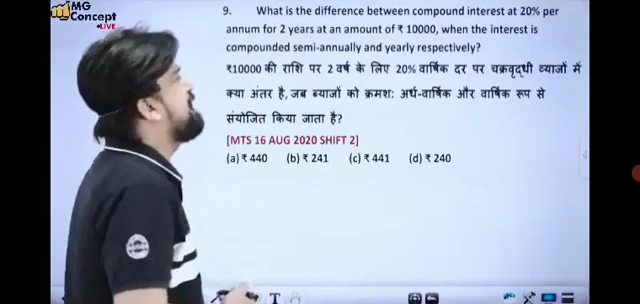 MG
Concept
LIVE
9. What is the difference between compound interest at 20% per
annum for 2 years at an amount of ₹ 10000, when the interest is
compounded semi-annually and yearly respectively?
₹10000 की राशि पर 2 वर्ष के लिए 20% वार्षिक दर पर चक्रवृद्धी ब्याजों में
क्या अंतर है, जब ब्याजों को क्रमश: अर्ध-वार्षिक और वार्षिक रूप से
संयोजित किया जाता है?
[MTS 16 AUG 2020 SHIFT 2]
(a) ₹ 440 (b) ₹ 241 (c) ₹ 441 (d) ₹ 240
T